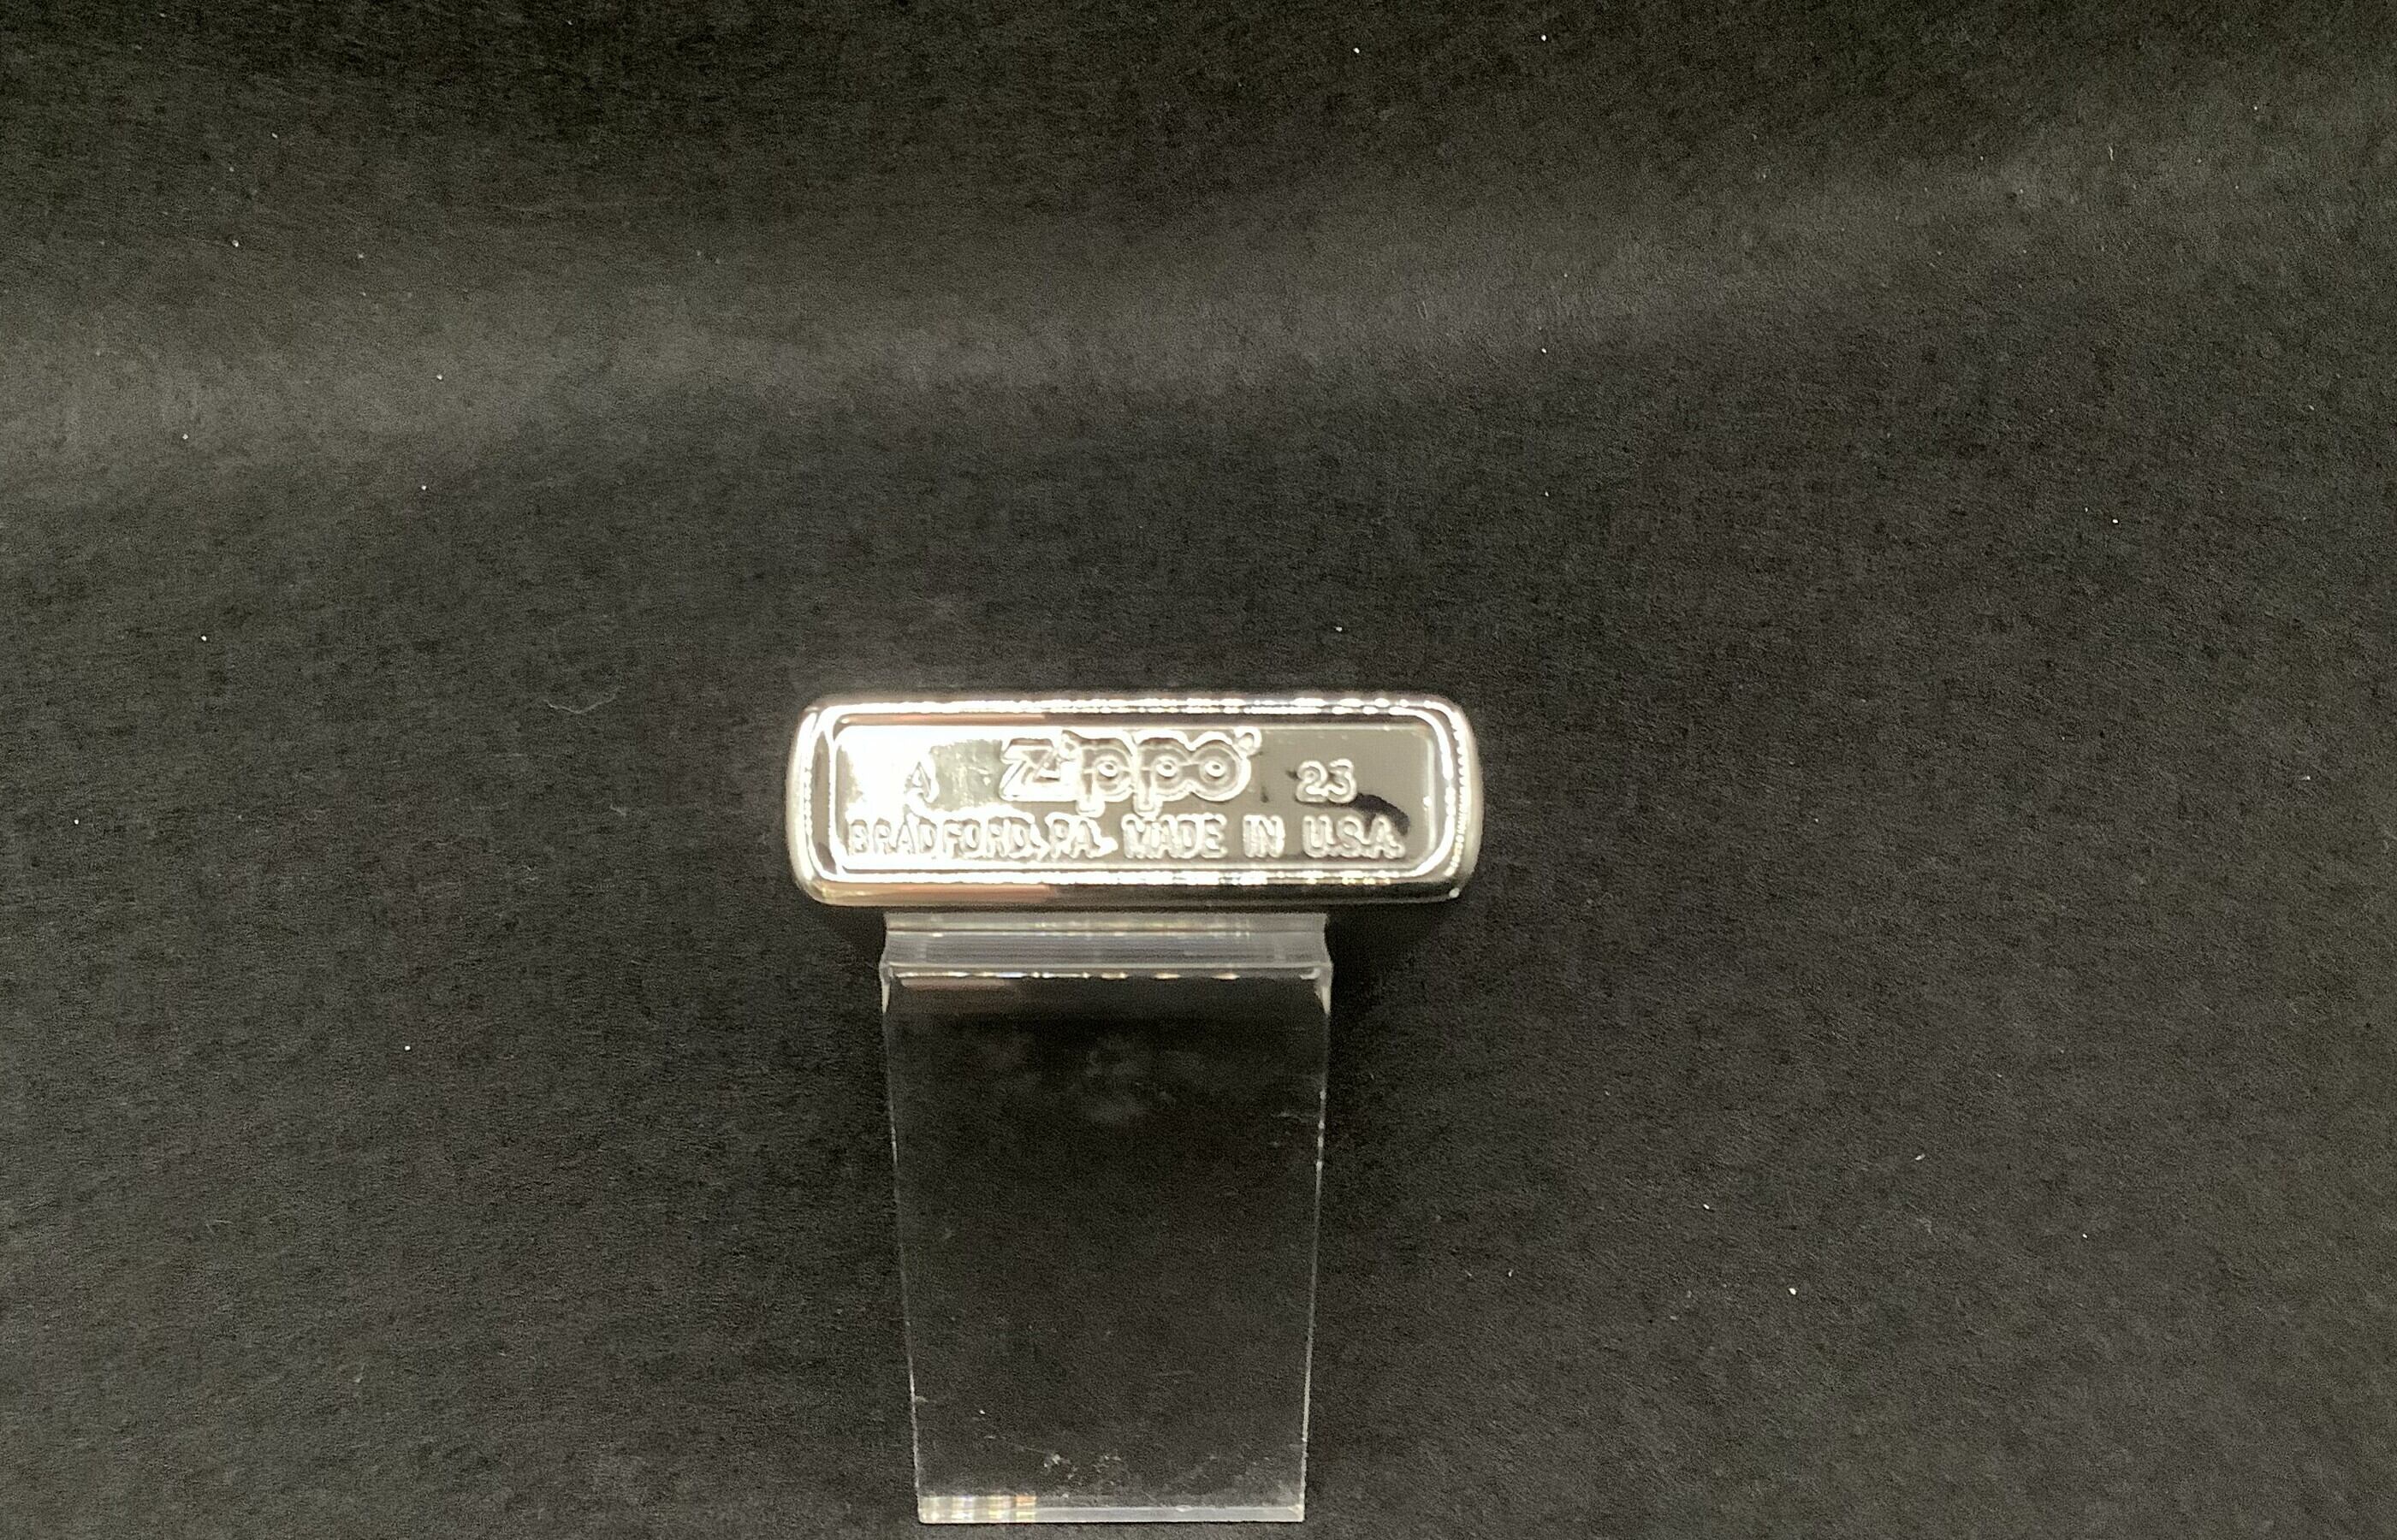 A zippo 23
BRADFORD, PA. MADE IN U.S.A.